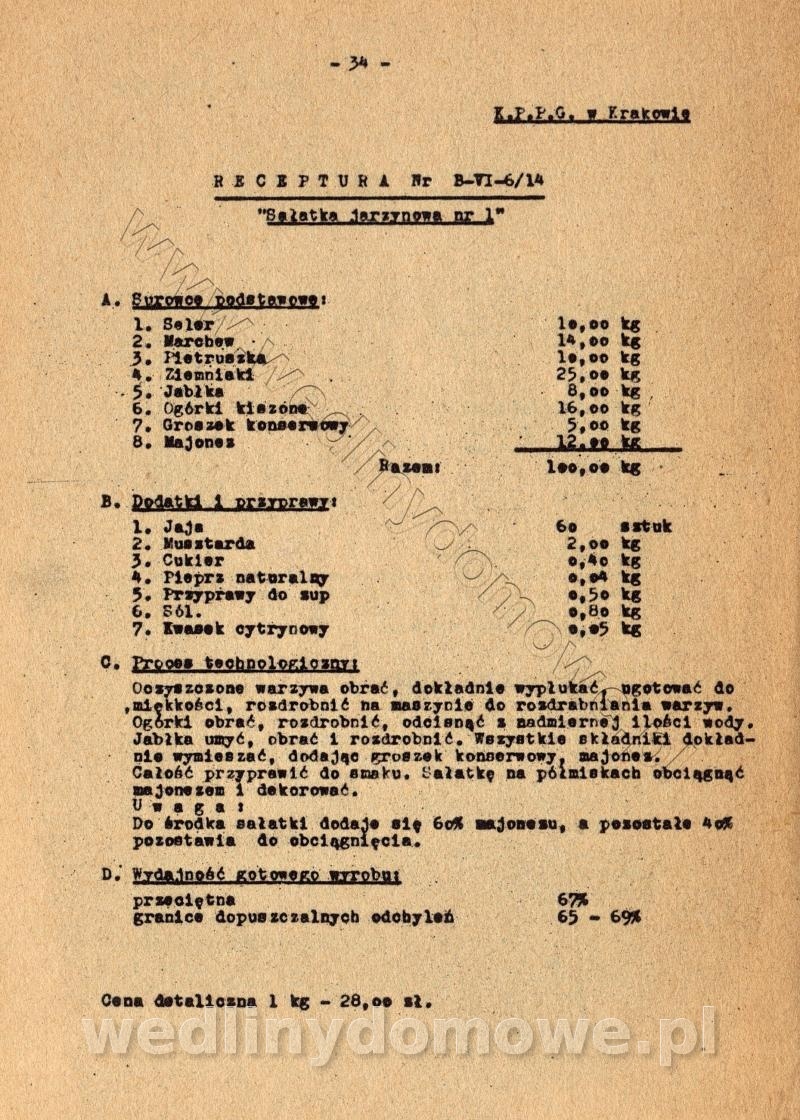 - 34 -
K.P.P.G. w Krakowie
R E C E P T U R A Nr B-VI-6/14
"Sałatka jarzynowa nr 1"
A. Surowce podstawowe:
1. Seler 10,00 kg
2. Marchew 14,00 kg
3. Pietruszka 10,00 kg
4. Ziemniaki 25,00 kg
5. Jabłka 8,00 kg
6. Ogórki kiszone 16,00 kg
7. Groszek konserwowy 5,00 kg
8. Majonez 12,00 kg
Razem: 100,00 kg
B. Dodatki i przyprawy:
1. Jaja 60 sztuk
2. Musztarda 2,00 kg
3. Cukier 0,40 kg
4. Pieprz naturalny 0,04 kg
5. Przyprawy do zup 0,50 kg
6. Sól. 0,80 kg
7. Kwasek cytrynowy 0,05 kg
C. Proces technologiczny:
Oczyszczone warzywa obrać, dokładnie wypłukać, ugotować do
miękkości, rozdrobnić na maszynie do rozdrabniania warzyw.
Ogórki obrać, rozdrobnić, odcisnąć z nadmiernej ilości wody.
Jabłka umyć, obrać i rozdrobnić. Wszystkie składniki dokład-
nie wymieszać, dodając groszek konserwowy, majonez.
Całość przyprawić do smaku. Sałatkę na półmiskach obciągnąć
majonezem i dekorować.
U w a g a :
Do środka sałatki dodaje się 60% majonezu, a pozostałe 40%
pozostawia do obciągnięcia.
D. Wydajność gotowego wyrobu:
przeciętna 67%
granice dopuszczalnych odchyleń 65 - 69%
Cena detaliczna 1 kg - 28,00 zł.
wedlinydomowe.pl
www.wedlinydomowe.pl